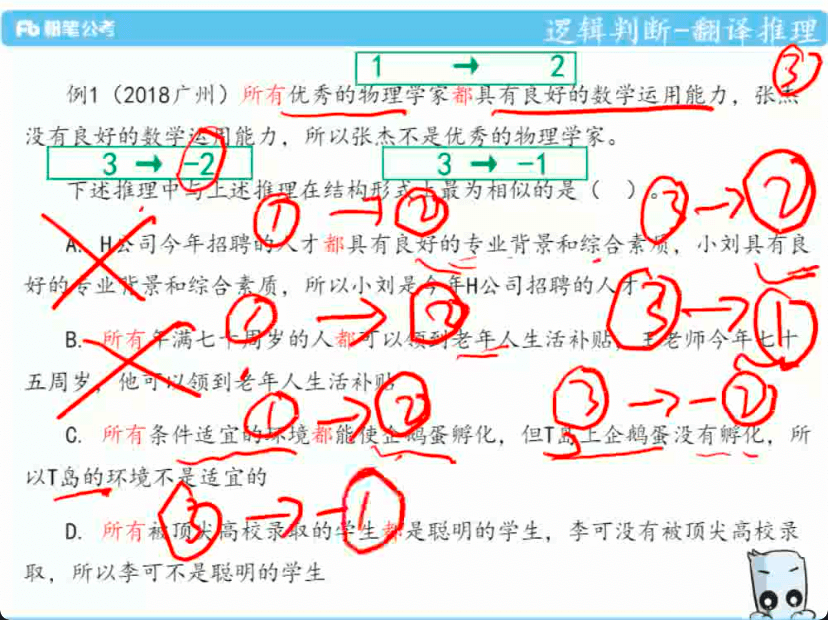 Fb 粉笔公考
逻辑判断-翻译推理
1 → 2
③
例1（2018广州）所有优秀的物理学家都具有良好的数学运用能力，张杰
没有良好的数学运用能力，所以张杰不是优秀的物理学家。
3 → -2
3 → -1
下述推理中与上述推理在结构形式上最为相似的是（ ）。
① → ②
③ → ②
A. H公司今年招聘的人才都具有良好的专业背景和综合素质，小刘具有良
好的专业背景和综合素质，所以小刘是今年H公司招聘的人才
① → ②
③ → ①
B. 所有年满七十周岁的人都可以领到老年人生活补贴，王老师今年七十
五周岁，他可以领到老年人生活补贴
① → ②
③ → -②
C. 所有条件适宜的环境都能使企鹅蛋孵化，但T岛上企鹅蛋没有孵化，所
以T岛的环境不是适宜的
③ → -①
D. 所有被顶尖高校录取的学生都是聪明的学生，李可没有被顶尖高校录
取，所以李可不是聪明的学生